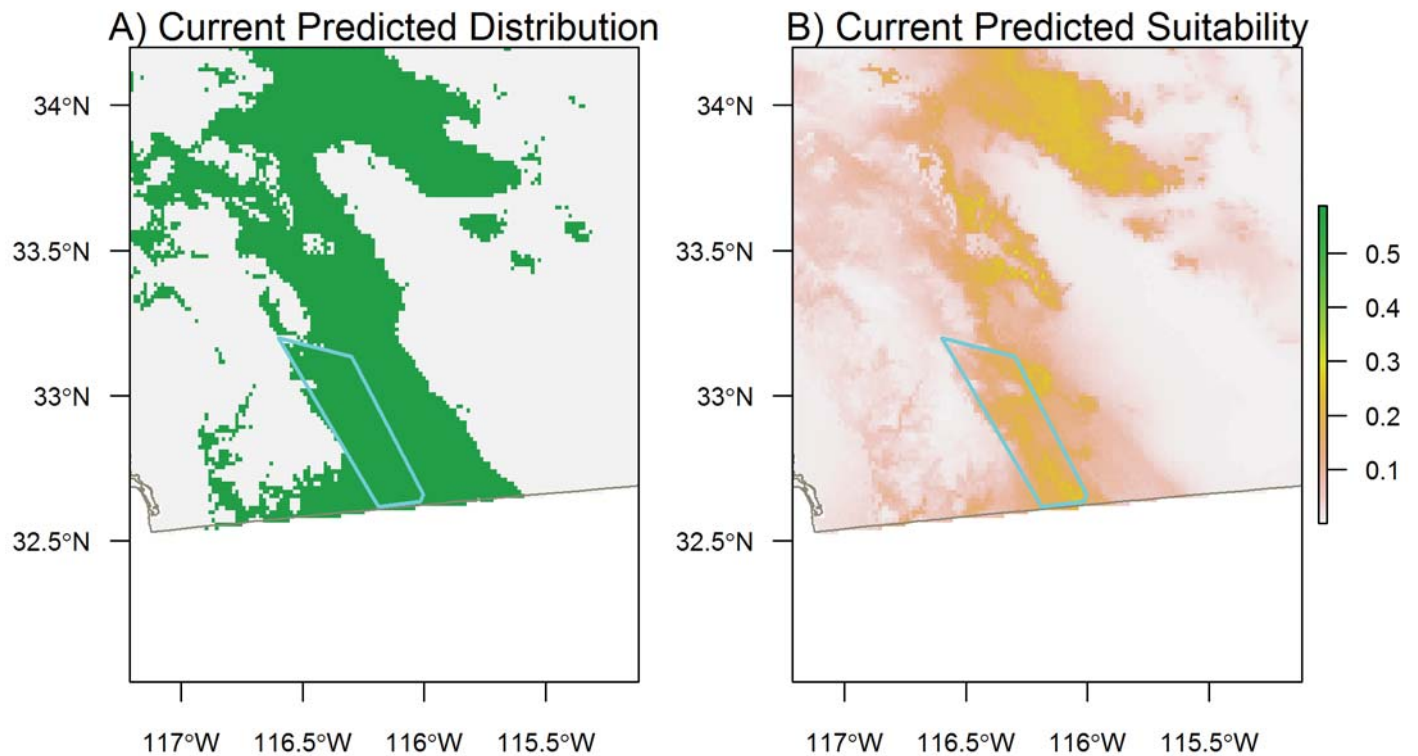 A) Current Predicted Distribution
B) Current Predicted Suitability
34°N
33.5°N
33°N
32.5°N
117°W
116.5°W
116°W
115.5°W
34°N
33.5°N
33°N
32.5°N
117°W
116.5°W
116°W
115.5°W
0.5
0.4
0.3
0.2
0.1